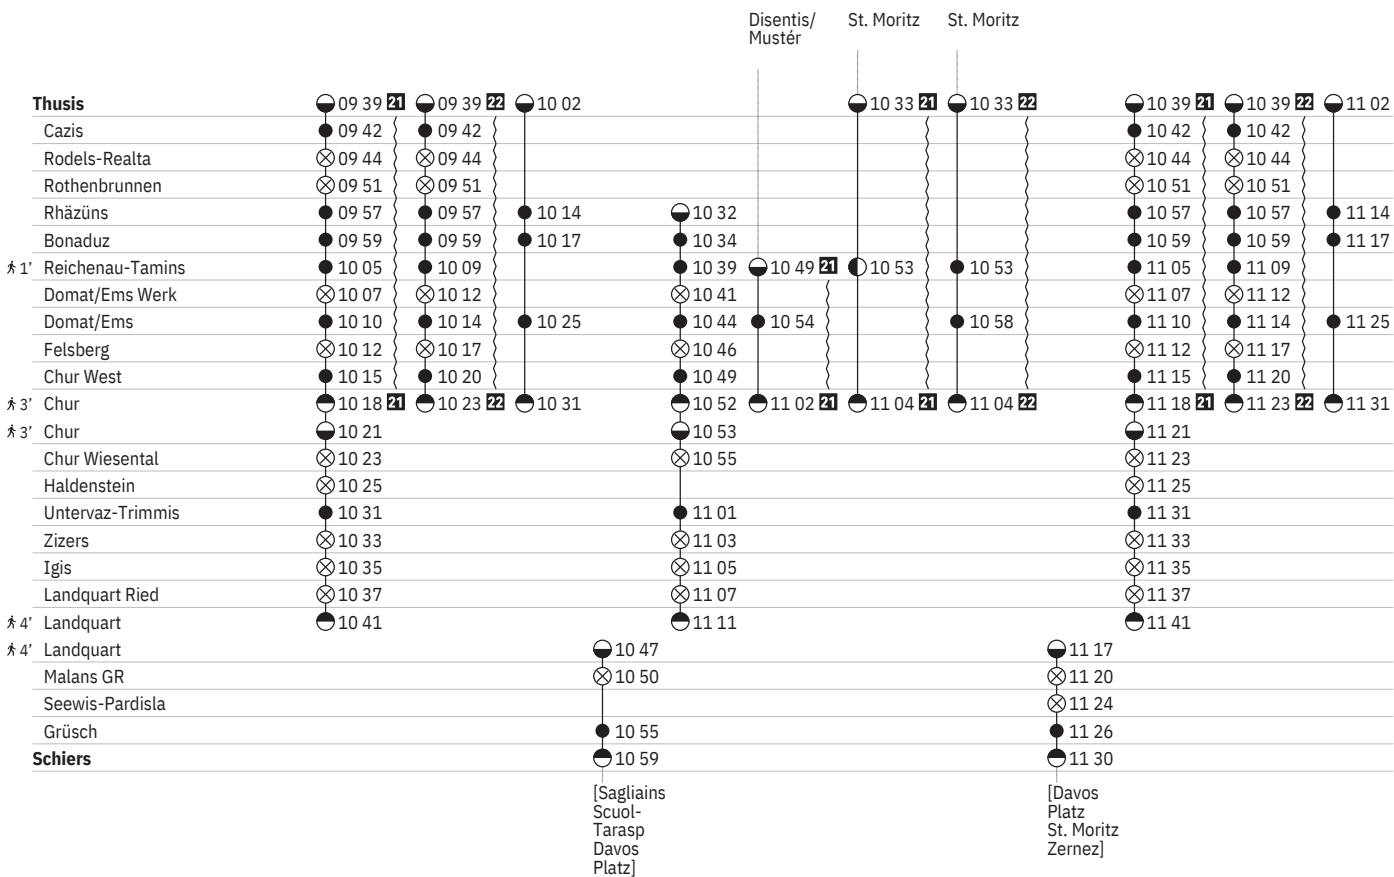 Disentis/ St. Moritz St. Moritz
Mustér
Thusis 09 39 21 09 39 22 10 02 10 33 21 10 33 22 10 39 21 10 39 22 11 02
Cazis 09 42 09 42 10 42 10 42
Rodels-Realta 09 44 09 44 10 44 10 44
Rothenbrunnen 09 51 09 51 10 51 10 51
Rhäzüns 09 57 09 57 10 14 10 32 10 57 10 57 11 14
Bonaduz 09 59 09 59 10 17 10 34 10 59 10 59 11 17
1' Reichenau-Tamins 10 05 10 09 10 39 10 49 21 10 53 10 53 11 05 11 09
Domat/Ems Werk 10 07 10 12 10 41 11 07 11 12
Domat/Ems 10 10 10 14 10 25 10 44 10 54 10 58 11 10 11 14 11 25
Felsberg 10 12 10 17 10 46 11 12 11 17
Chur West 10 15 10 20 10 49 11 15 11 20
3' Chur 10 18 21 10 23 22 10 31 10 52 11 02 21 11 04 21 11 04 22 11 18 21 11 23 22 11 31
3' Chur 10 21 10 53 11 21
Chur Wiesental 10 23 10 55 11 23
Haldenstein 10 25 11 25
Untervaz-Trimmis 10 31 11 01 11 31
Zizers 10 33 11 03 11 33
Igis 10 35 11 05 11 35
Landquart Ried 10 37 11 07 11 37
4' Landquart 10 41 11 11 11 41
4' Landquart 10 47 11 17
Malans GR 10 50 11 20
Seewis-Pardisla 11 24
Grüsch 10 55 11 26
Schiers 10 59 11 30
[Sagliains [Davos
Scuol- Platz
Tarasp St. Moritz
Davos Zernez]
Platz]